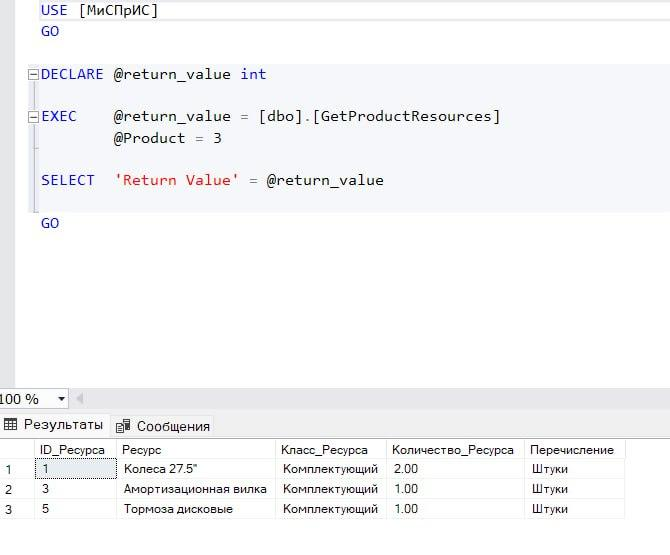 USE [МиСПрИС]
GO
DECLARE @return_value int
EXEC @return_value = [dbo].[GetProductResources]
@Product = 3
SELECT 'Return Value' = @return_value
GO
100 %
Результаты Сообщения
ID_Ресурса Ресурс Класс_Ресурса Количество_Ресурса Перечисление
1 1 Колеса 27.5" Комплектующий 2.00 Штуки
2 3 Амортизационная вилка Комплектующий 1.00 Штуки
3 5 Тормоза дисковые Комплектующий 1.00 Штуки